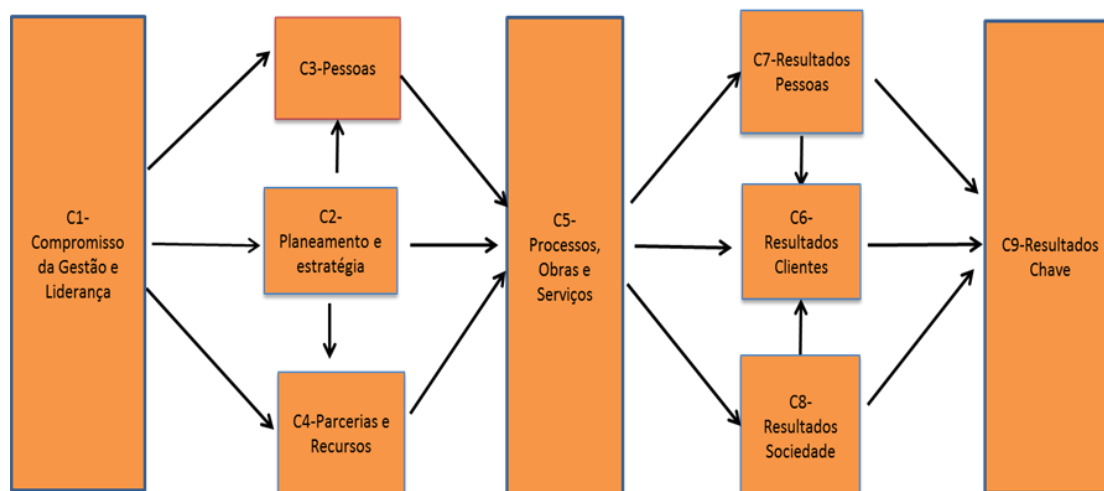 C1-
Compromisso
da Gestão e
Liderança
C3-Pessoas
C2-
Planeamento e
estratégia
C4-Parcerias e
Recursos
C5-
Processos,
Obras e
Serviços
C7-Resultados
Pessoas
C6-
Resultados
Clientes
C8-
Resultados
Sociedade
C9-Resultados
Chave